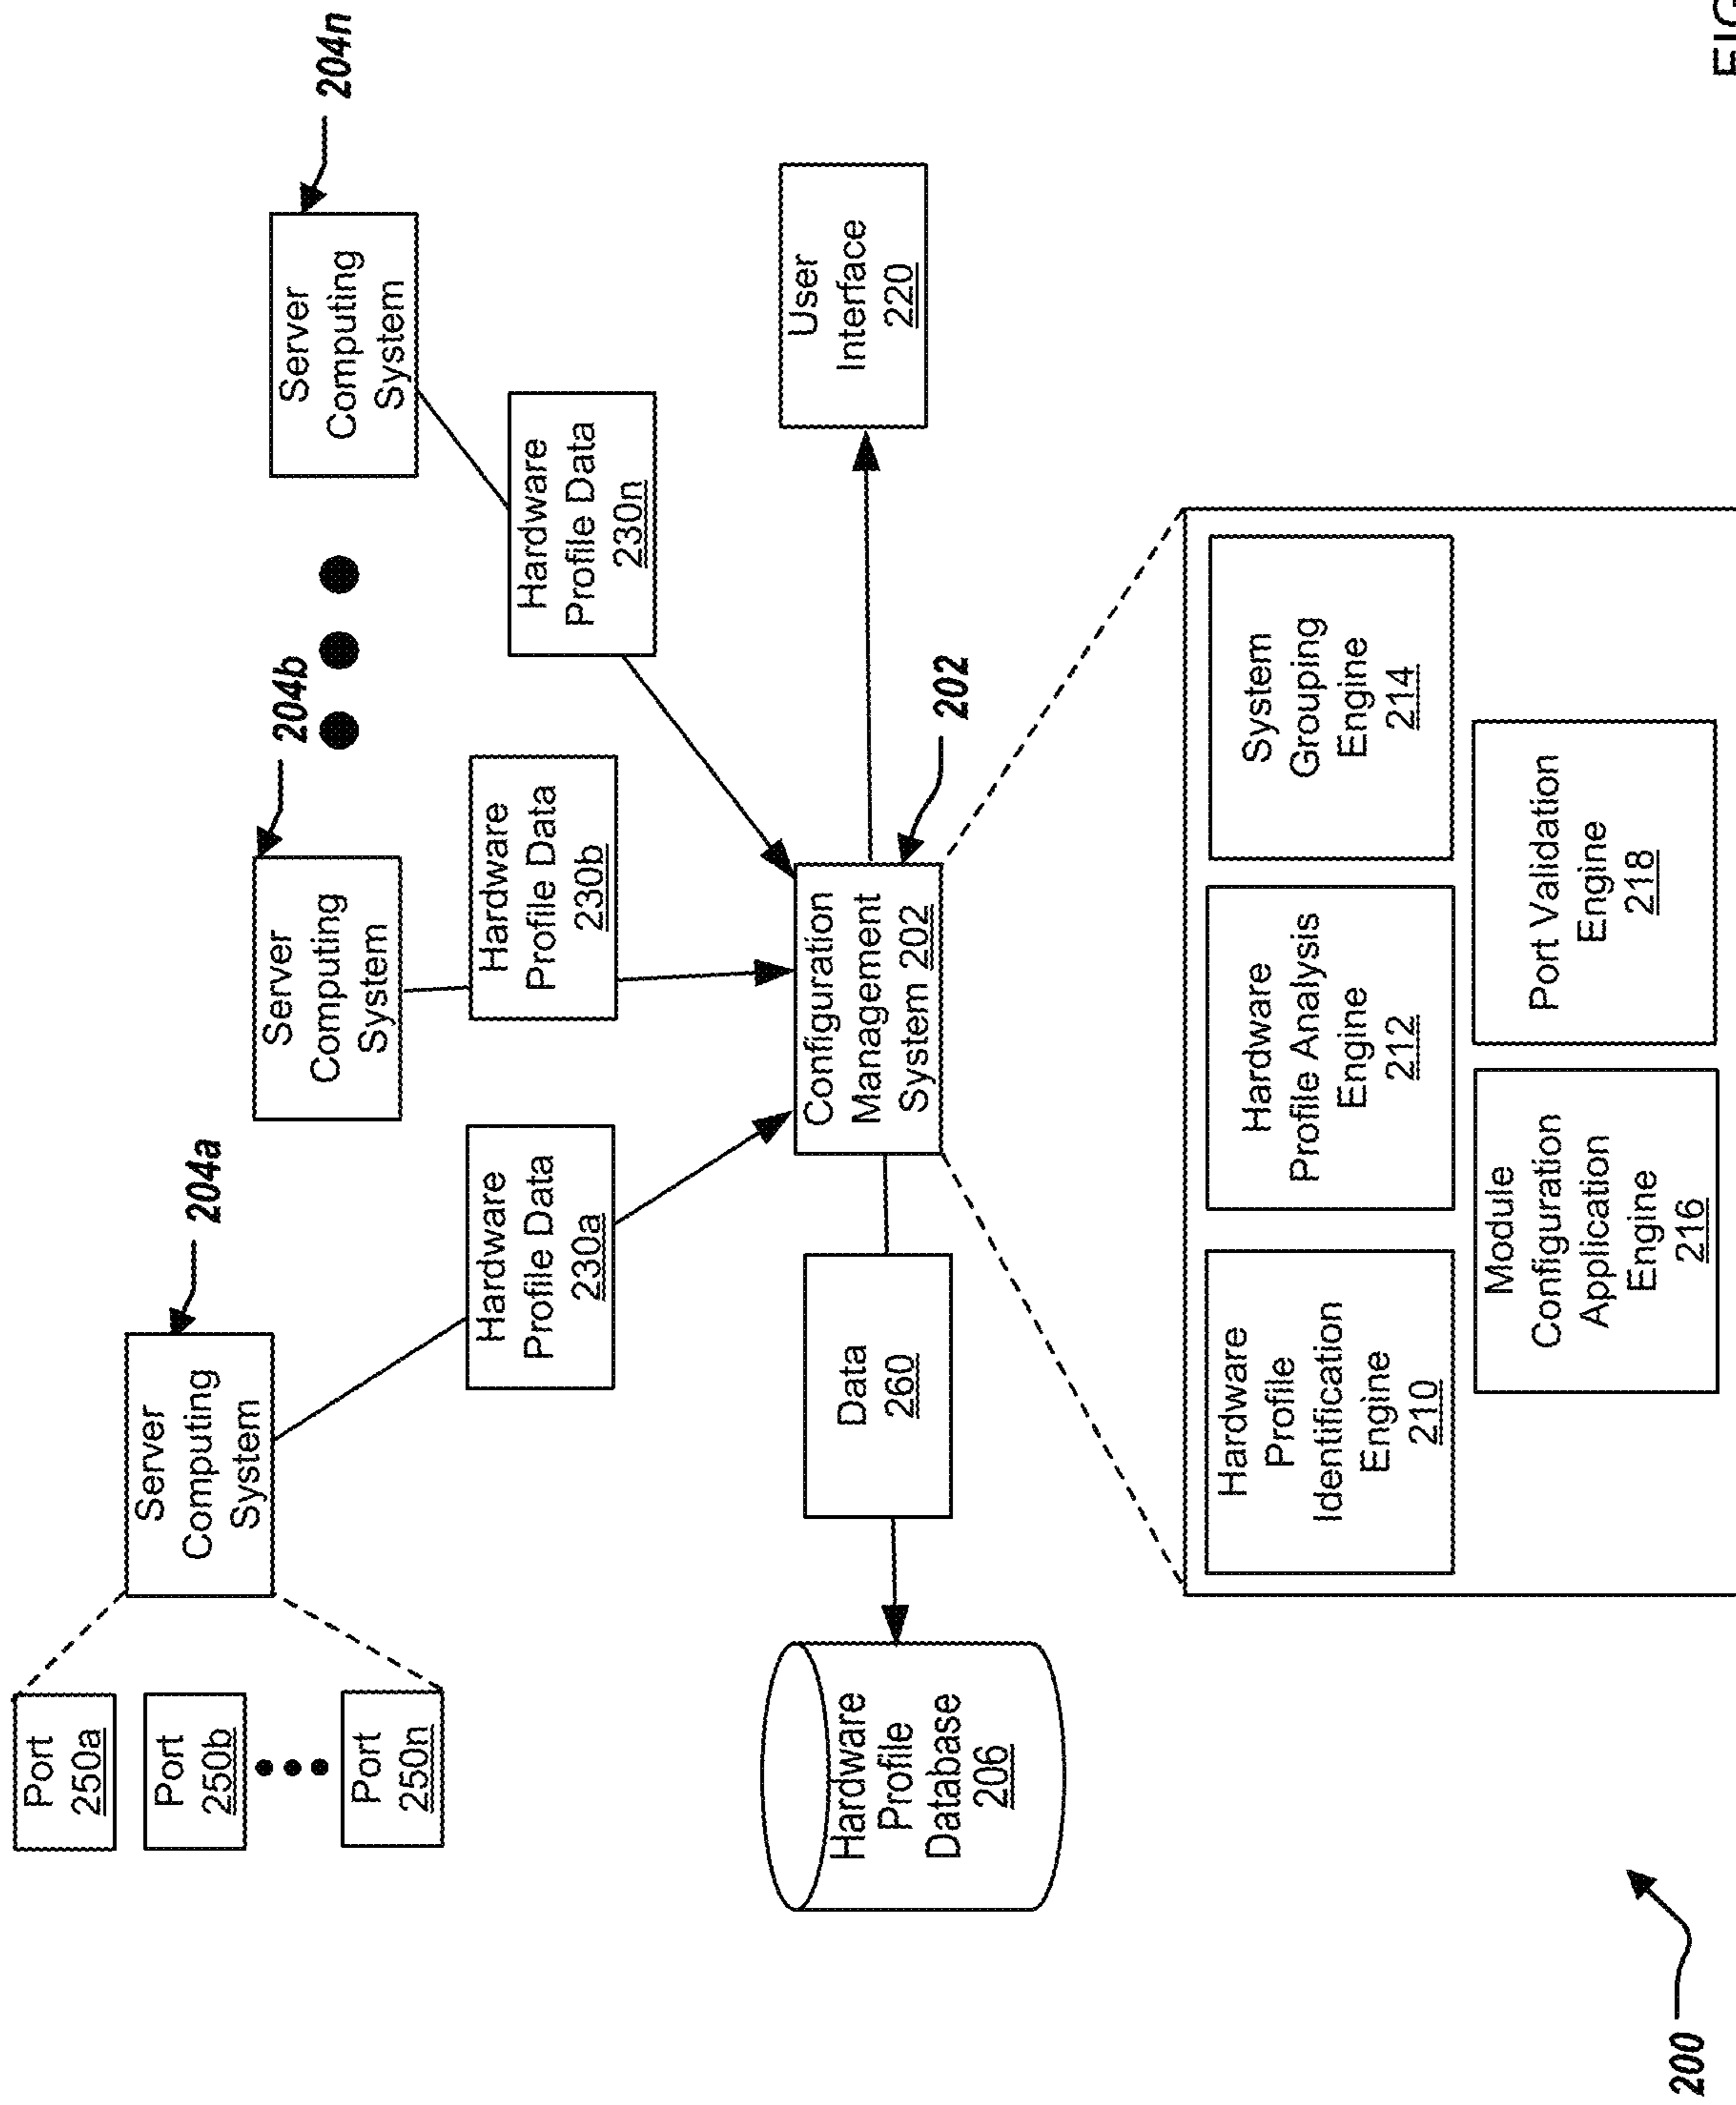 Port
250a
Port
250b
Port
250n
204a
Server
Computing
System
204b
Server
Computing
System
204n
Server
Computing
System
Hardware
Profile Data
230a
Hardware
Profile Data
230b
Hardware
Profile Data
230n
Hardware
Profile
Database
206
Data
260
Configuration
Management
System 202
202
User
Interface
220
Hardware
Profile
Identification
Engine
210
Hardware
Profile Analysis
Engine
212
System
Grouping
Engine
214
Module
Configuration
Application
Engine
216
Port Validation
Engine
218
200
FIG